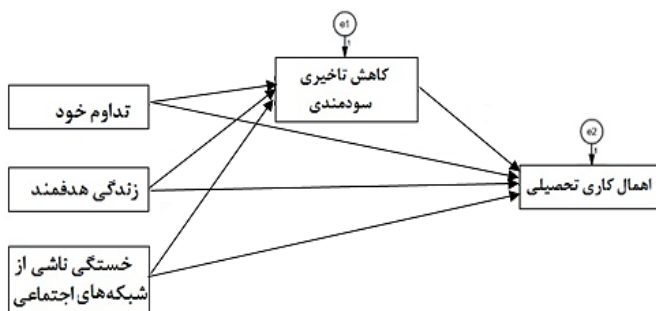 e1
1
کاهش تاخیری
سودمندی
تداوم خود
e2
1
اهمال کاری تحصیلی
زندگی هدفمند
خستگی ناشی از
شبکه‌های اجتماعی